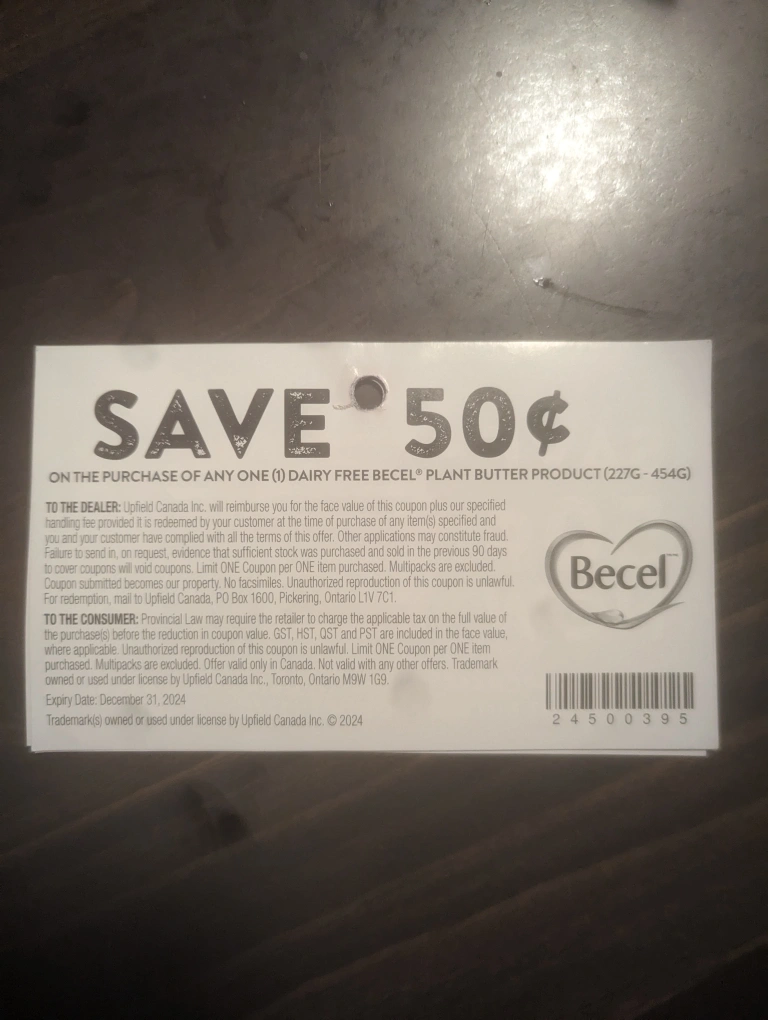 SAVE 50¢
ON THE PURCHASE OF ANY ONE (1) DAIRY FREE BECEL® PLANT BUTTER PRODUCT (227G - 454G)
TO THE DEALER: Upfield Canada Inc. will reimburse you for the face value of this coupon plus our specified
handling fee provided it is redeemed by your customer at the time of purchase of any item(s) specified and
you and your customer have complied with all the terms of this offer. Other applications may constitute fraud.
Failure to send in, on request, evidence that sufficient stock was purchased and sold in the previous 90 days
to cover coupons will void coupons. Limit ONE Coupon per ONE item purchased. Multipacks are excluded.
Coupon submitted becomes our property. No facsimiles. Unauthorized reproduction of this coupon is unlawful.
For redemption, mail to Upfield Canada, PO Box 1600, Pickering, Ontario L1V 7C1.
TO THE CONSUMER: Provincial Law may require the retailer to charge the applicable tax on the full value of
the purchase(s) before the reduction in coupon value. GST, HST, QST and PST are included in the face value,
where applicable. Unauthorized reproduction of this coupon is unlawful. Limit ONE Coupon per ONE item
purchased. Multipacks are excluded. Offer valid only in Canada. Not valid with any other offers. Trademark
owned or used under license by Upfield Canada Inc., Toronto, Ontario M9W 1G9.
Expiry Date: December 31, 2024
Trademark(s) owned or used under license by Upfield Canada Inc. © 2024
Becel™
24500395